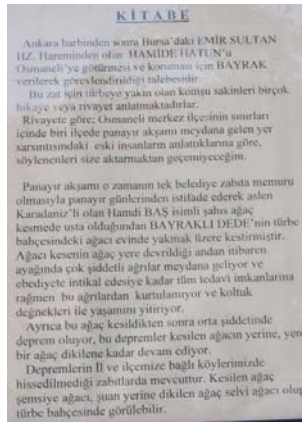 KİTABE
Ankara harbinden sonra Bursa'daki EMİR SULTAN
HZ. Hareminden olan HAMİDE HATUN'u
Osmaneli'ye götürmesi ve koruması için BAYRAK
verilerek görevlendirildiği talebesidir.
Bu zat için türbeye yakın olan komşu sakinleri birçok
hikaye veya rivayet anlatmaktadırlar.
Rivayete göre; Osmaneli merkez ilçesinin sınırları
içinde biri ilçede panayır akşamı meydana gelen yer
sarsıntısındaki eski insanların anlattıklarına göre,
söylenenleri size aktarmaktan geçemiyeceğim.
Panayır akşamı o zamanın tek belediye zabıta memuru
olmasıyla panayır günlerinden istifade ederek aslen
Karadaniz'li olan Hamdi BAŞ isimli şahıs ağaç
kesmede usta olduğundan BAYRAKLI DEDE'nin türbe
bahçesindeki ağacı evinde yakmak üzere kestirmiştir.
Ağacı kesenin ağaç yere devrildiği andan itibaren
ayağında çok şiddetli ağrılar meydana geliyor ve
ebediyete intikal edesiye kadar tüm tedavi imkanlarına
rağmen bu ağrılardan kurtulamıyor ve koltuk
değnekleri ile yaşamını yitiriyor.
Ayrıca bu ağaç kesildikten sonra orta şiddetinde
deprem oluyor, bu depremler kesilen ağacın yerine, yen
bir ağaç dikilene kadar devam ediyor.
Depremlerin İl ve ilçemize bağlı köylerimizde
hissedilmediği zabıtlarda mevcuttur. Kesilen ağaç
şemsiye ağacı, şuan yerine dikilen ağaç selvi ağacı olup
türbe bahçesinde görülebilir.